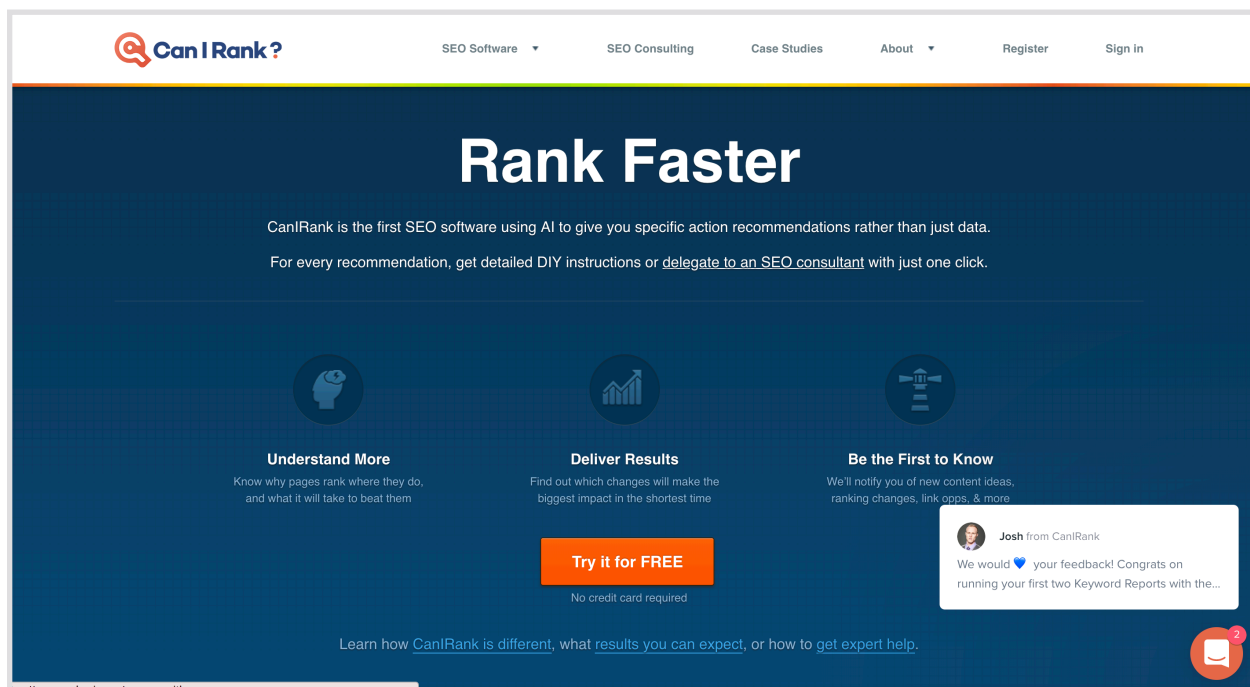 Can I Rank?
SEO Software ▼
SEO Consulting
Case Studies
About ▼
Register
Sign in
Rank Faster
CanIRank is the first SEO software using AI to give you specific action recommendations rather than just data.
For every recommendation, get detailed DIY instructions or delegate to an SEO consultant with just one click.
Understand More
Know why pages rank where they do,
and what it will take to beat them
Deliver Results
Find out which changes will make the
biggest impact in the shortest time
Be the First to Know
We'll notify you of new content ideas,
ranking changes, link opps, & more
Try it for FREE
No credit card required
Josh from CanIRank
We would 💙 your feedback! Congrats on
running your first two Keyword Reports with the...
2
Learn how CanIRank is different, what results you can expect, or how to get expert help.